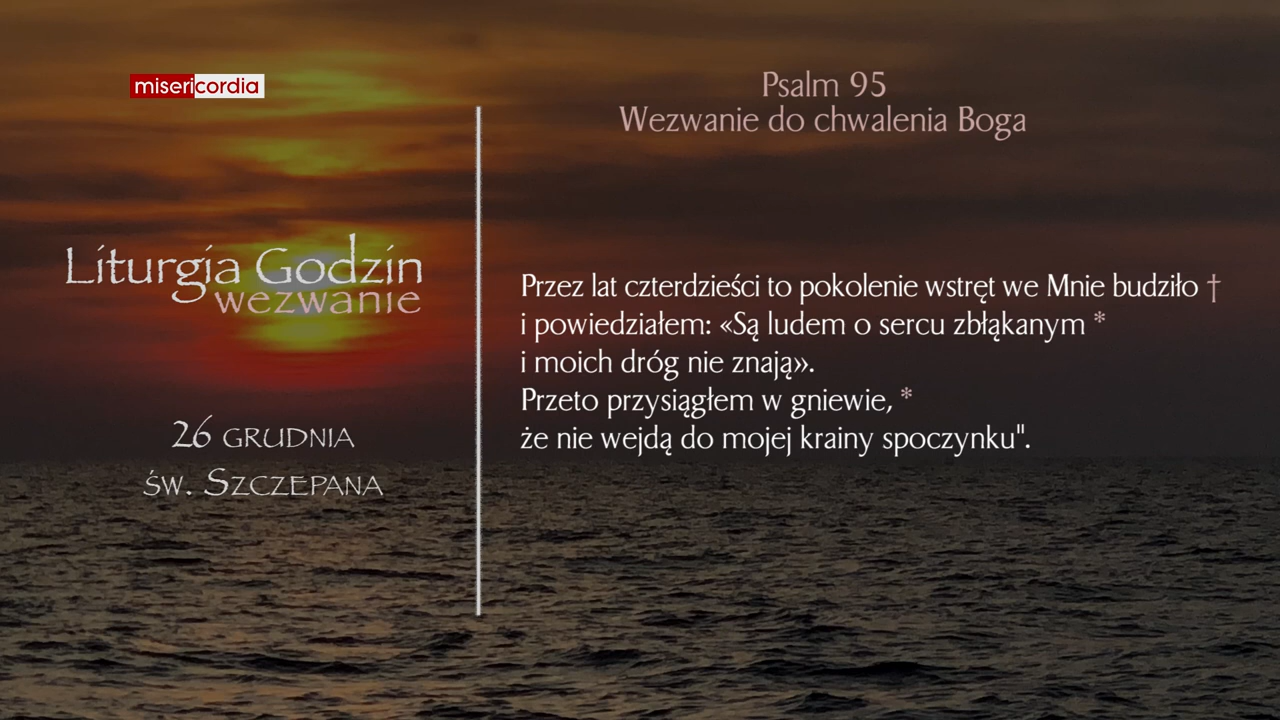 misericordia
Liturgia Godzin
wezwanie
26 GRUDNIA
ŚW. SZCZEPANA
Psalm 95
Wezwanie do chwalenia Boga
Przez lat czterdzieści to pokolenie wstręt we Mnie budziło †
i powiedziałem: «Są ludem o sercu zbłąkanym *
i moich dróg nie znają».
Przeto przysiągłem w gniewie, *
że nie wejdą do mojej krainy spoczynku".